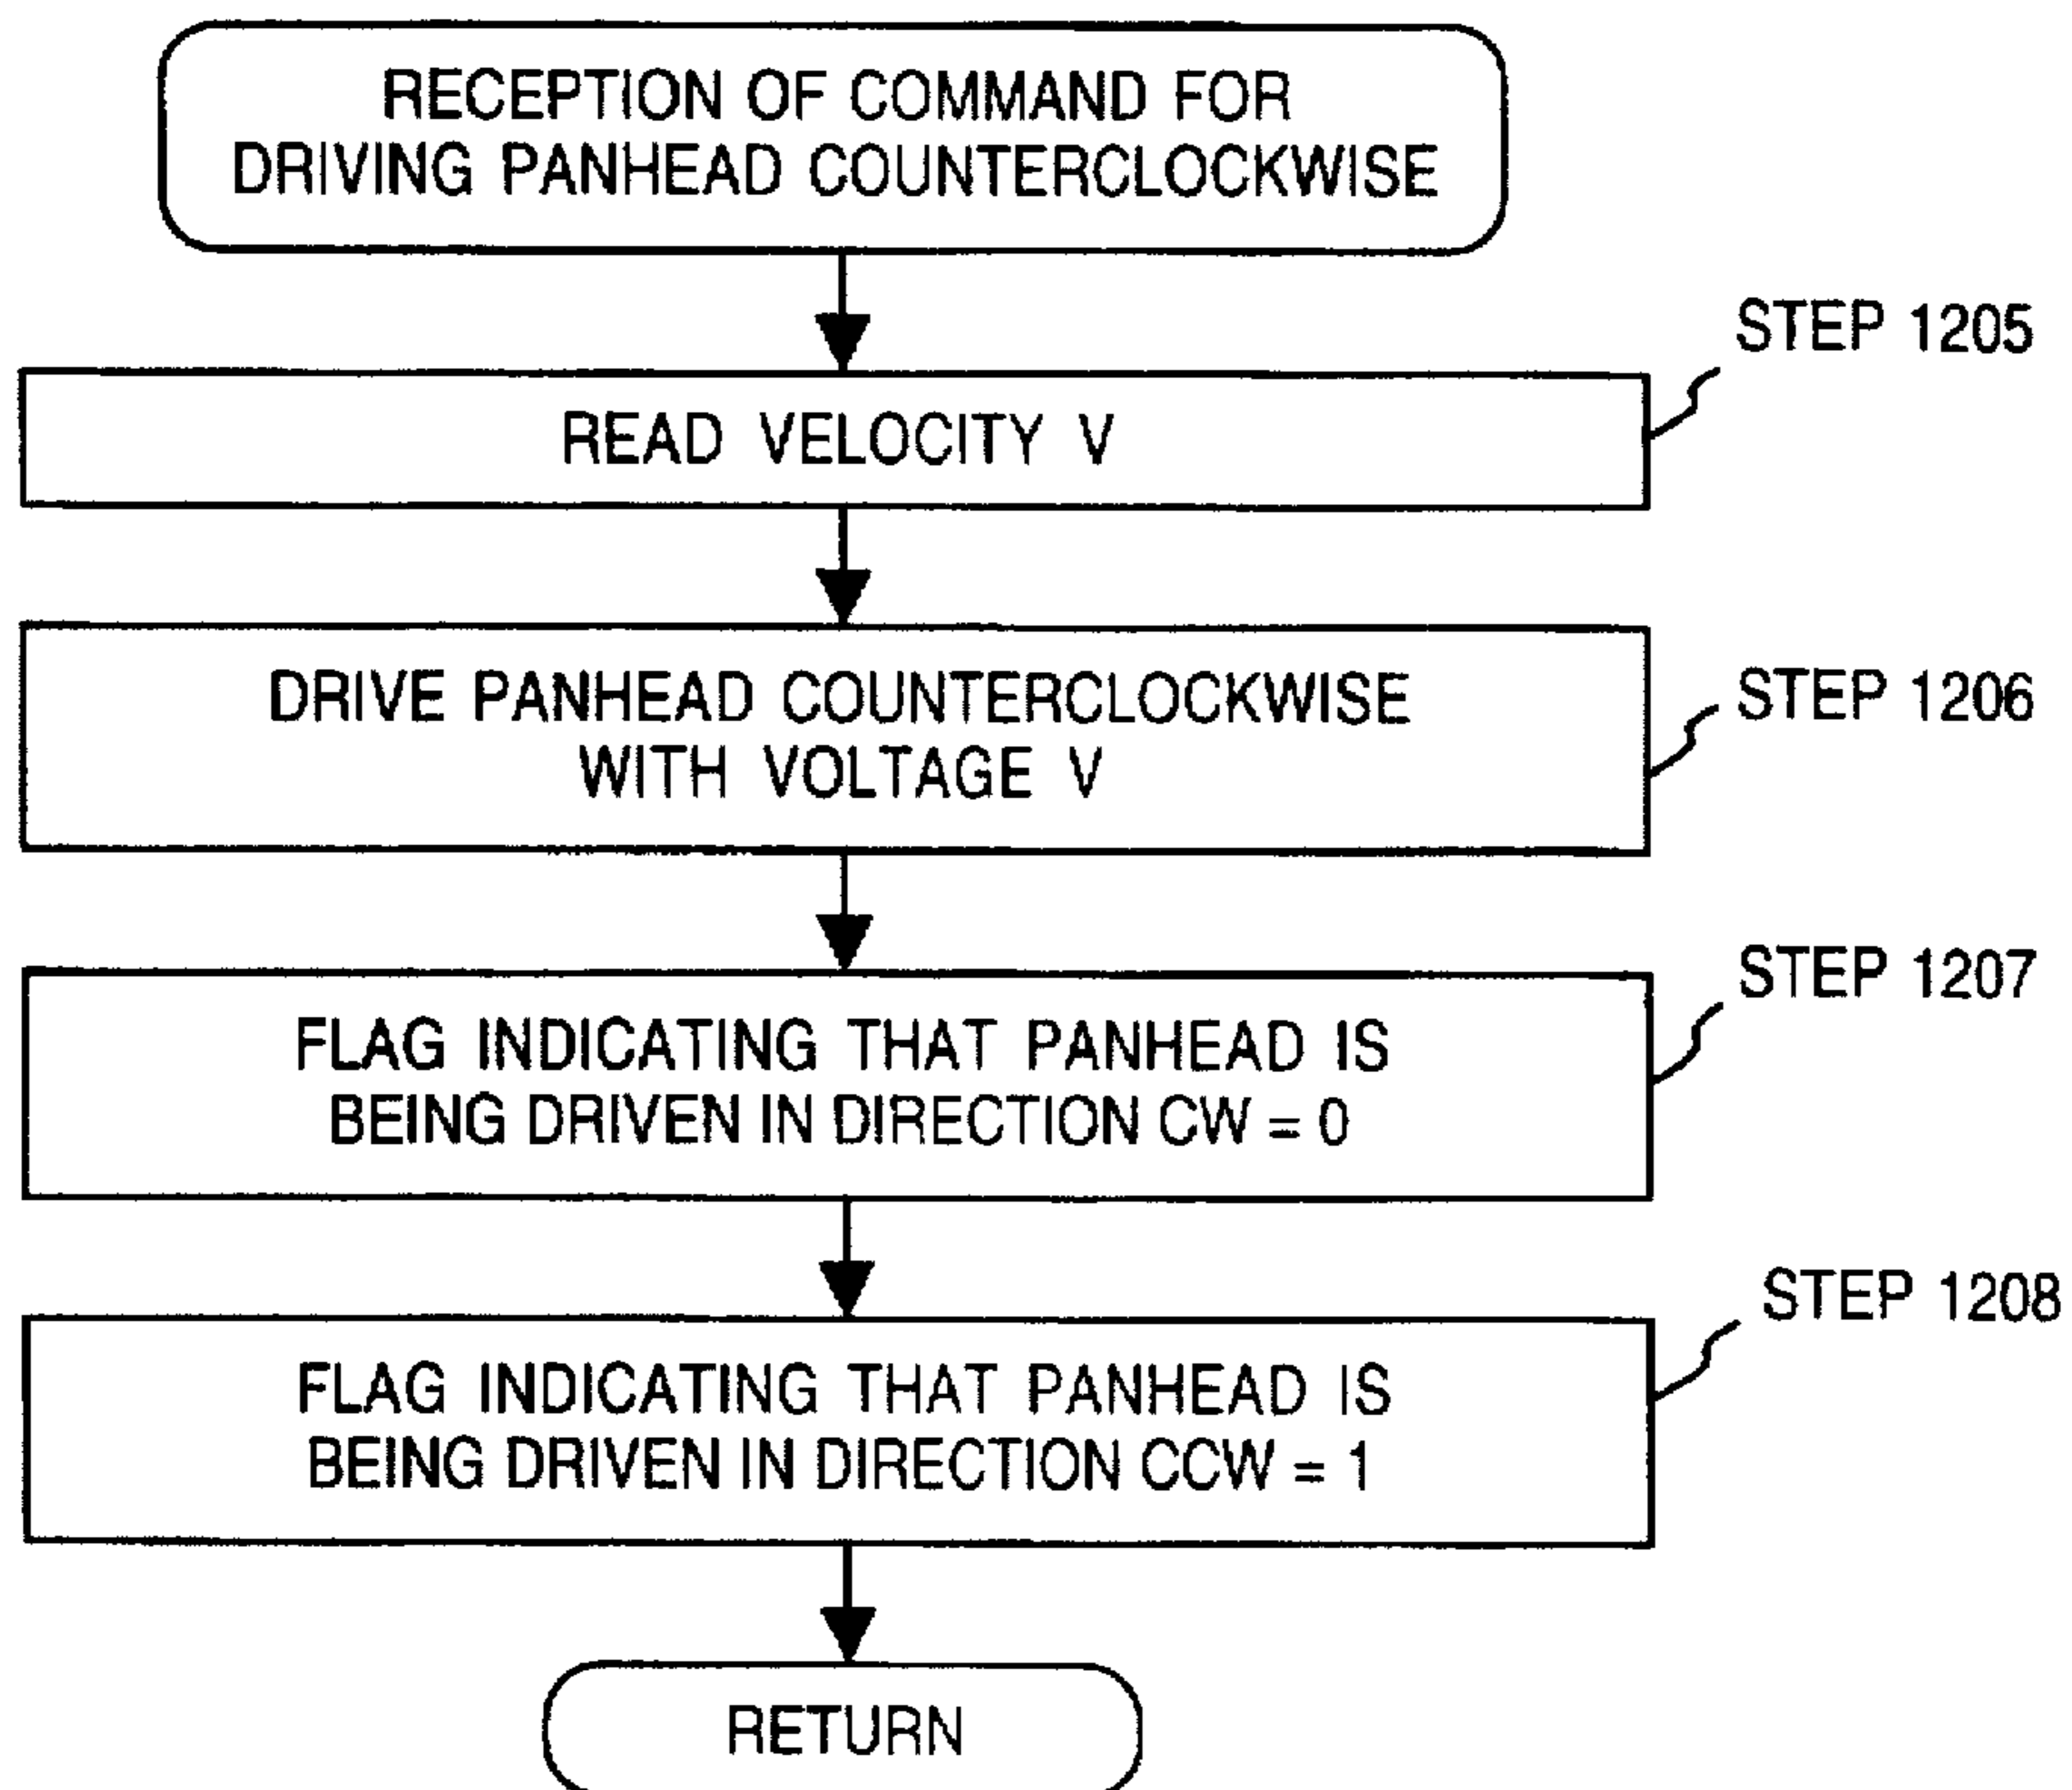 RECEPTION OF COMMAND FOR
DRIVING PANHEAD COUNTERCLOCKWISE
STEP 1205
READ VELOCITY V
STEP 1206
DRIVE PANHEAD COUNTERCLOCKWISE
WITH VOLTAGE V
STEP 1207
FLAG INDICATING THAT PANHEAD IS
BEING DRIVEN IN DIRECTION CW = 0
STEP 1208
FLAG INDICATING THAT PANHEAD IS
BEING DRIVEN IN DIRECTION CCW = 1
RETURN